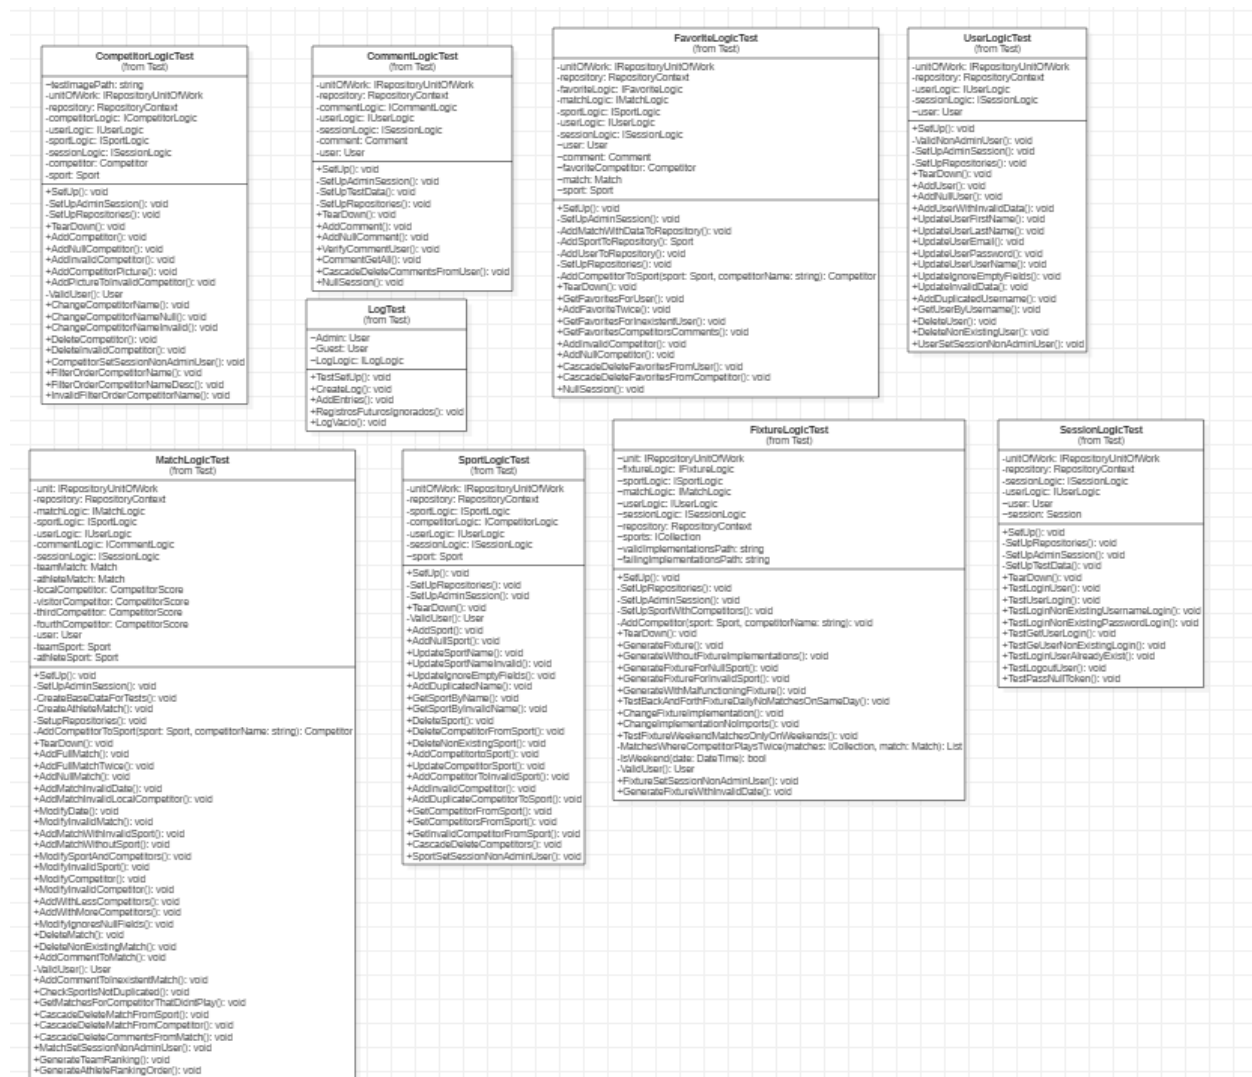 CompetitorLogicTest
(from Test)
-testImagePath: string
-unitOfWork: IRepositoryUnitOfWork
-repository: RepositoryContext
-competitorLogic: ICompetitorLogic
-userLogic: IUserLogic
-sportLogic: ISportLogic
-sessionLogic: ISessionLogic
-competitor: Competitor
-sport: Sport
+SetUp(): void
-SetUpAdminSession(): void
-SetUpRepositories(): void
+TearDown(): void
+AddCompetitor(): void
+AddNullCompetitor(): void
+AddInvalidCompetitor(): void
+AddCompetitorPicture(): void
+AddPictureToInvalidCompetitor(): void
-ValidUser(): User
+ChangeCompetitorName(): void
+ChangeCompetitorNameNull(): void
+ChangeCompetitorNameInvalid(): void
+DeleteCompetitor(): void
+DeleteInvalidCompetitor(): void
+CompetitorSetSessionNonAdminUser(): void
+FilterOrderCompetitorName(): void
+FilterOrderCompetitorNameDesc(): void
+InvalidFilterOrderCompetitorName(): void
CommentLogicTest
(from Test)
-unitOfWork: IRepositoryUnitOfWork
-repository: RepositoryContext
-commentLogic: ICommentLogic
-userLogic: IUserLogic
-sessionLogic: ISessionLogic
-comment: Comment
-user: User
+SetUp(): void
-SetUpAdminSession(): void
-SetUpTestData(): void
-SetUpRepositories(): void
+TearDown(): void
+AddComment(): void
+AddNullComment(): void
+VerifyCommentUser(): void
+CommentGetAll(): void
+CascadeDeleteCommentsFromUser(): void
+NullSession(): void
LogTest
(from Test)
-Admin: User
-Guest: User
-LogLogic: ILogLogic
+TestSetUp(): void
+CreateLog(): void
+AddEntries(): void
+RegistrosFuturosIgnorados(): void
+LogVacio(): void
FavoriteLogicTest
(from Test)
-unitOfWork: IRepositoryUnitOfWork
-repository: RepositoryContext
-favoriteLogic: IFavoriteLogic
-matchLogic: IMatchLogic
-sportLogic: ISportLogic
-userLogic: IUserLogic
-sessionLogic: ISessionLogic
-user: User
-comment: Comment
-favoriteCompetitor: Competitor
-match: Match
-sport: Sport
+SetUp(): void
-SetUpAdminSession(): void
-AddMatchWithDataToRepository(): void
-AddSportToRepository(): Sport
-AddUserToRepository(): void
-SetUpRepositories(): void
-AddCompetitorToSport(sport: Sport, competitorName: string): Competitor
+TearDown(): void
+GetFavoritesForUser(): void
+AddFavoriteTwice(): void
+GetFavoritesForInexistentUser(): void
+GetFavoritesCompetitorsComments(): void
+AddInvalidCompetitor(): void
+AddNullCompetitor(): void
+CascadeDeleteFavoritesFromUser(): void
+CascadeDeleteFavoritesFromCompetitor(): void
+NullSession(): void
UserLogicTest
(from Test)
-unitOfWork: IRepositoryUnitOfWork
-repository: RepositoryContext
-userLogic: IUserLogic
-sessionLogic: ISessionLogic
-user: User
+SetUp(): void
-ValidNonAdminUser(): void
-SetUpAdminSession(): void
-SetUpRepositories(): void
+TearDown(): void
+AddUser(): void
+AddNullUser(): void
+AddUserWithInvalidData(): void
+UpdateUserFirstName(): void
+UpdateUserLastName(): void
+UpdateUserEmail(): void
+UpdateUserPassword(): void
+UpdateUserUserName(): void
+UpdateIgnoreEmptyFields(): void
+UpdateInvalidData(): void
+AddDuplicatedUsername(): void
+GetUserByUsername(): void
+DeleteUser(): void
+DeleteNonExistingUser(): void
+UserSetSessionNonAdminUser(): void
MatchLogicTest
(from Test)
-unit: IRepositoryUnitOfWork
-repository: RepositoryContext
-matchLogic: IMatchLogic
-sportLogic: ISportLogic
-userLogic: IUserLogic
-commentLogic: ICommentLogic
-sessionLogic: ISessionLogic
-teamMatch: Match
-athleteMatch: Match
-localCompetitor: CompetitorScore
-visitorCompetitor: CompetitorScore
-thirdCompetitor: CompetitorScore
-fourthCompetitor: CompetitorScore
-user: User
-teamSport: Sport
-athleteSport: Sport
+SetUp(): void
-SetUpAdminSession(): void
-CreateBaseDataForTests(): void
-CreateAthleteMatch(): void
-SetupRepositories(): void
-AddCompetitorToSport(sport: Sport, competitorName: string): Competitor
+TearDown(): void
+AddFullMatch(): void
+AddFullMatchTwice(): void
+AddNullMatch(): void
+AddMatchInvalidDate(): void
+AddMatchInvalidLocalCompetitor(): void
+ModifyDate(): void
+ModifyInvalidMatch(): void
+AddMatchWithInvalidSport(): void
+AddMatchWithoutSport(): void
+ModifySportAndCompetitors(): void
+ModifyInvalidSport(): void
+ModifyCompetitor(): void
+ModifyInvalidCompetitor(): void
+AddWithLessCompetitors(): void
+AddWithMoreCompetitors(): void
+ModifyIgnoresNullFields(): void
+DeleteMatch(): void
+DeleteNonExistingMatch(): void
+AddCommentToMatch(): void
-ValidUser(): User
+AddCommentToInexistentMatch(): void
+CheckSportIsNotDuplicated(): void
+GetMatchesForCompetitorThatDidntPlay(): void
+CascadeDeleteMatchFromSport(): void
+CascadeDeleteMatchFromCompetitor(): void
+CascadeDeleteCommentsFromMatch(): void
+MatchSetSessionNonAdminUser(): void
+GenerateTeamRanking(): void
+GenerateAthleteRankingOrder(): void
SportLogicTest
(from Test)
-unitOfWork: IRepositoryUnitOfWork
-repository: RepositoryContext
-sportLogic: ISportLogic
-competitorLogic: ICompetitorLogic
-userLogic: IUserLogic
-sessionLogic: ISessionLogic
-sport: Sport
+SetUp(): void
-SetUpRepositories(): void
-SetUpAdminSession(): void
+TearDown(): void
-ValidUser(): User
+AddSport(): void
+AddNullSport(): void
+UpdateSportName(): void
+UpdateSportNameInvalid(): void
+UpdateIgnoreEmptyFields(): void
+AddDuplicatedName(): void
+GetSportByName(): void
+GetSportByInvalidName(): void
+DeleteSport(): void
+DeleteCompetitorFromSport(): void
+DeleteNonExistingSport(): void
+AddCompetitortoSport(): void
+UpdateCompetitorSport(): void
+AddCompetitorToInvalidSport(): void
+AddInvalidCompetitor(): void
+AddDuplicateCompetitorToSport(): void
+GetCompetitorFromSport(): void
+GetCompetitorsFromSport(): void
+GetInvalidCompetitorFromSport(): void
+CascadeDeleteCompetitors(): void
+SportSetSessionNonAdminUser(): void
FixtureLogicTest
(from Test)
-unit: IRepositoryUnitOfWork
-fixtureLogic: IFixtureLogic
-sportLogic: ISportLogic
-matchLogic: IMatchLogic
-userLogic: IUserLogic
-sessionLogic: ISessionLogic
-repository: RepositoryContext
-sports: ICollection
-validImplementationsPath: string
-failingImplementationsPath: string
+SetUp(): void
-SetUpRepositories(): void
-SetUpAdminSession(): void
-SetUpSportWithCompetitors(): void
-AddCompetitor(sport: Sport, competitorName: string): void
+TearDown(): void
+GenerateFixture(): void
+GenerateWithoutFixtureImplementations(): void
+GenerateFixtureForNullSport(): void
+GenerateFixtureForInvalidSport(): void
+GenerateWithMalfunctioningFixture(): void
+TestBackAndForthFixtureDailyNoMatchesOnSameDay(): void
+ChangeFixtureImplementation(): void
+ChangeImplementationNoImports(): void
+TestFixtureWeekendMatchesOnlyOnWeekends(): void
-MatchesWhereCompetitorPlaysTwice(matches: ICollection, match: Match): List
-IsWeekend(date: DateTime): bool
-ValidUser(): User
+FixtureSetSessionNonAdminUser(): void
+GenerateFixtureWithInvalidDate(): void
SessionLogicTest
(from Test)
-unitOfWork: IRepositoryUnitOfWork
-repository: RepositoryContext
-sessionLogic: ISessionLogic
-userLogic: IUserLogic
-user: User
-session: Session
+SetUp(): void
-SetUpRepositories(): void
-SetUpAdminSession(): void
-SetUpTestData(): void
+TearDown(): void
+TestLoginUser(): void
+TestUserLogin(): void
+TestLoginNonExistingUsernameLogin(): void
+TestLoginNonExistingPasswordLogin(): void
+TestGetUserLogin(): void
+TestGeUserNonExistingLogin(): void
+TestLoginUserAlreadyExist(): void
+TestLogoutUser(): void
+TestPassNullToken(): void